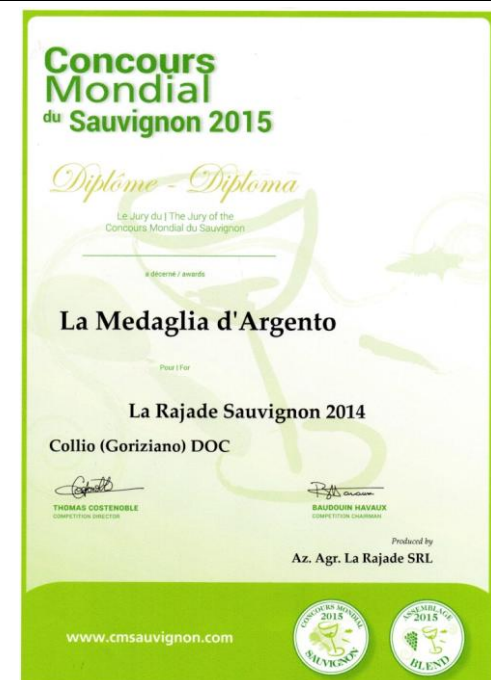 Concours
Mondial
du Sauvignon 2015
Diplôme - Diploma
Le Jury du | The Jury of the
Concours Mondial du Sauvignon
a décerné / awards
La Medaglia d'Argento
Pour | For
La Rajade Sauvignon 2014
Collio (Goriziano) DOC
THOMAS COSTENOBLE
COMPETITION DIRECTOR
BAUDOUIN HAVAUX
COMPETITION CHAIRMAN
Produced by
Az. Agr. La Rajade SRL
www.cmsauvignon.com
CONCOURS MONDIAL
2015
SAUVIGNON
ASSEMBLAGE
2015
BLEND